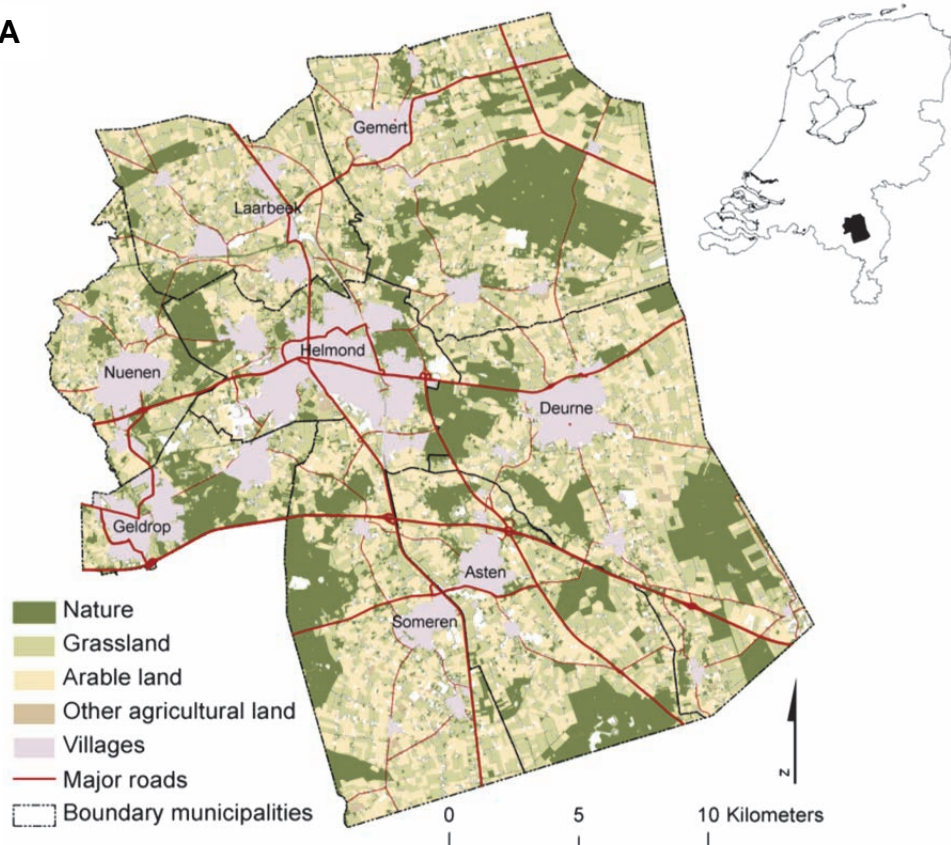 A
Gemert
Laarbeek
Helmond
Nuenen
Deurne
Geldrop
Asten
Someren
Nature
Grassland
Arable land
Other agricultural land
Villages
Major roads
Boundary municipalities
N
0 5 10 Kilometers